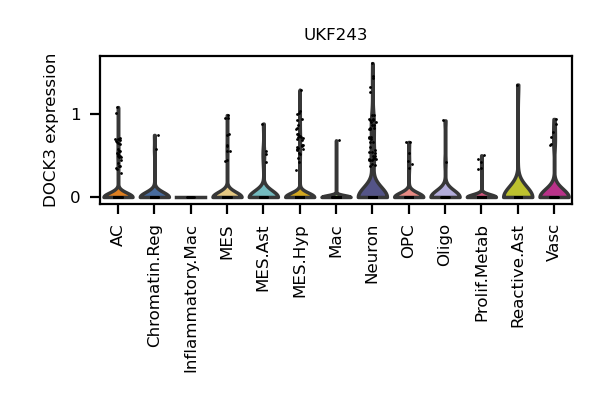 UKF243
DOCK3 expression
1
0
AC
Chromatin.Reg
Inflammatory.Mac
MES
MES.Ast
MES.Hyp
Mac
Neuron
OPC
Oligo
Prolif.Metab
Reactive.Ast
Vasc